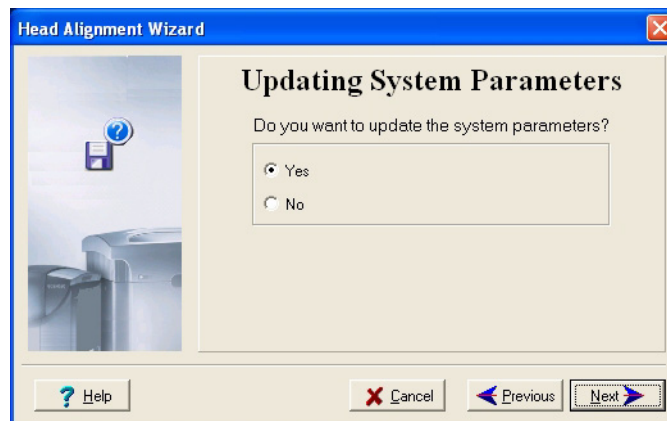 Head Alignment Wizard
Updating System Parameters
Do you want to update the system parameters?
Yes
No
Help
Cancel
Previous
Next